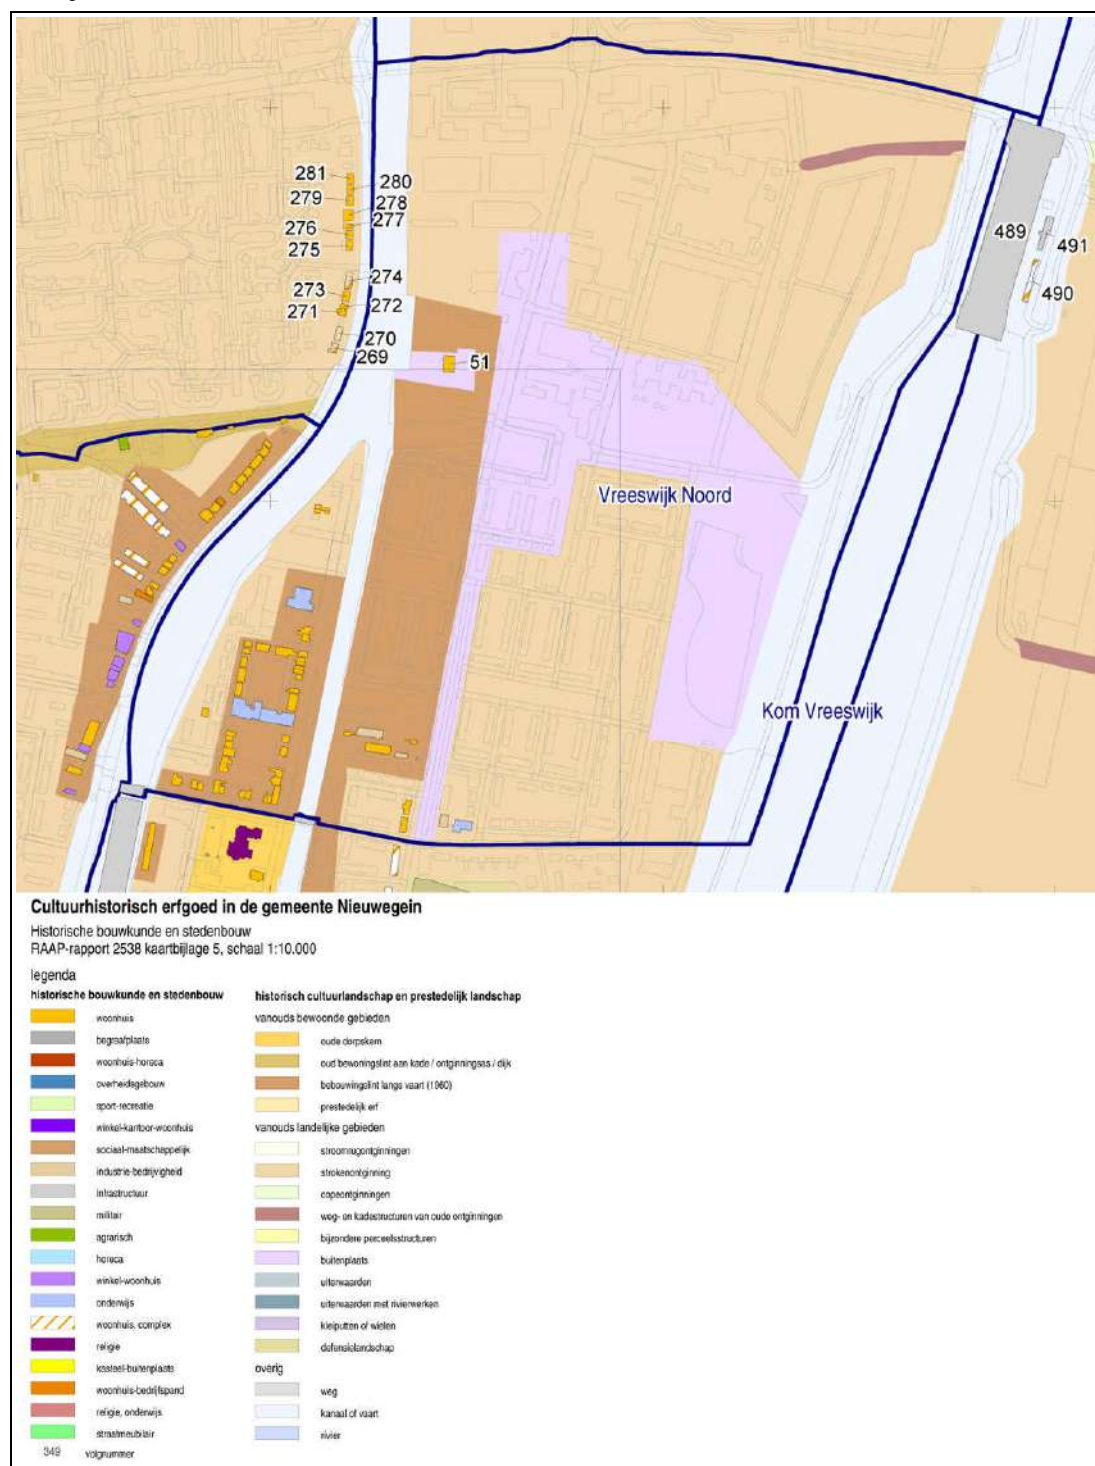 281
280
279
278
277
276
275
274
273
272
271
270
269
51
489
491
490
Vreeswijk Noord
Kom Vreeswijk
Cultuurhistorisch erfgoed in de gemeente Nieuwegein
Historische bouwkunde en stedenbouw
RAAP-rapport 2538 kaartbijlage 5, schaal 1:10.000
legenda
historische bouwkunde en stedenbouw
woonhuis
begraafplaats
woonhuis-horeca
overheidsgebouw
sport-recreatie
winkel-kantoor-woonhuis
sociaal-maatschappelijk
industrie-bedrijvigheid
infrastructuur
militair
agrarisch
horeca
winkel-woonhuis
onderwijs
woonhuis, complex
religie
kasteel-buitenplaats
woonhuis-bedrijfspand
religie, onderwijs
straatmeubilair
349 volgnummer
historisch cultuurlandschap en prestedelijk landschap
vanouds bewoonde gebieden
oude dorpskern
oud bewoningslint aan kade / ontginningsas / dijk
bebouwingslint langs vaart (1960)
prestedelijk erf
vanouds landelijke gebieden
stroomrugontginningen
strokenontginning
copeontginningen
weg- en kadestructuren van oude ontginningen
bijzondere perceelsstructuren
buitenplaats
uiterwaarden
uiterwaarden met rivierwerken
kleiputten of wielen
defensielandschap
overig
weg
kanaal of vaart
rivier